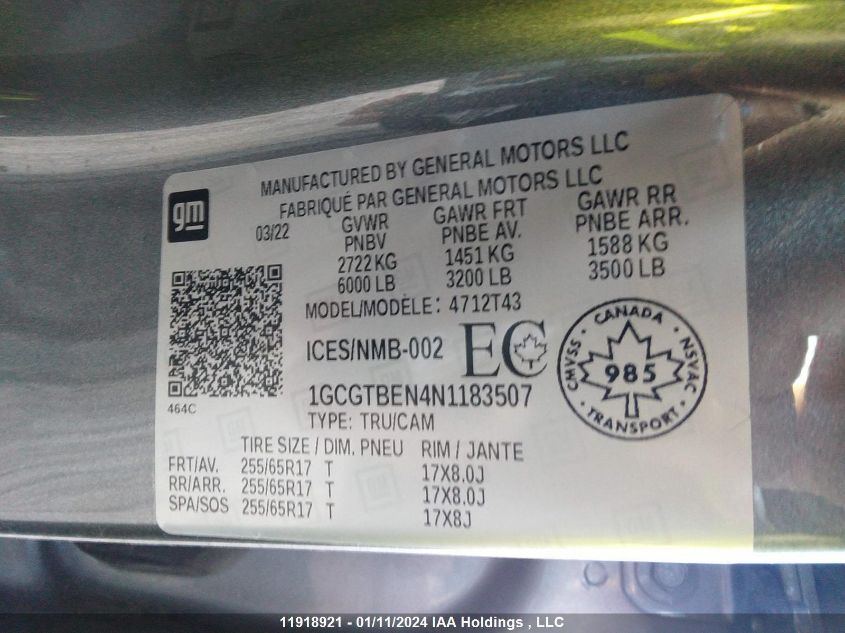 MANUFACTURED BY GENERAL MOTORS LLC
FABRIQUÉ PAR GENERAL MOTORS LLC
gm
03/22
GVWR GAWR FRT GAWR RR
PNBV PNBE AV. PNBE ARR.
2722 KG 1451 KG 1588 KG
6000 LB 3200 LB 3500 LB
MODEL/MODÈLE: 4712T43
ICES/NMB-002 EC
CANADA
CMVSS 985 NSVAC
TRANSPORT
1GCGTBEN4N1183507
464C
TYPE: TRU/CAM
TIRE SIZE / DIM. PNEU RIM / JANTE
FRT/AV. 255/65R17 T 17X8.0J
RR/ARR. 255/65R17 T 17X8.0J
SPA/SOS 255/65R17 T 17X8J
11918921 - 01/11/2024 IAA Holdings , LLC